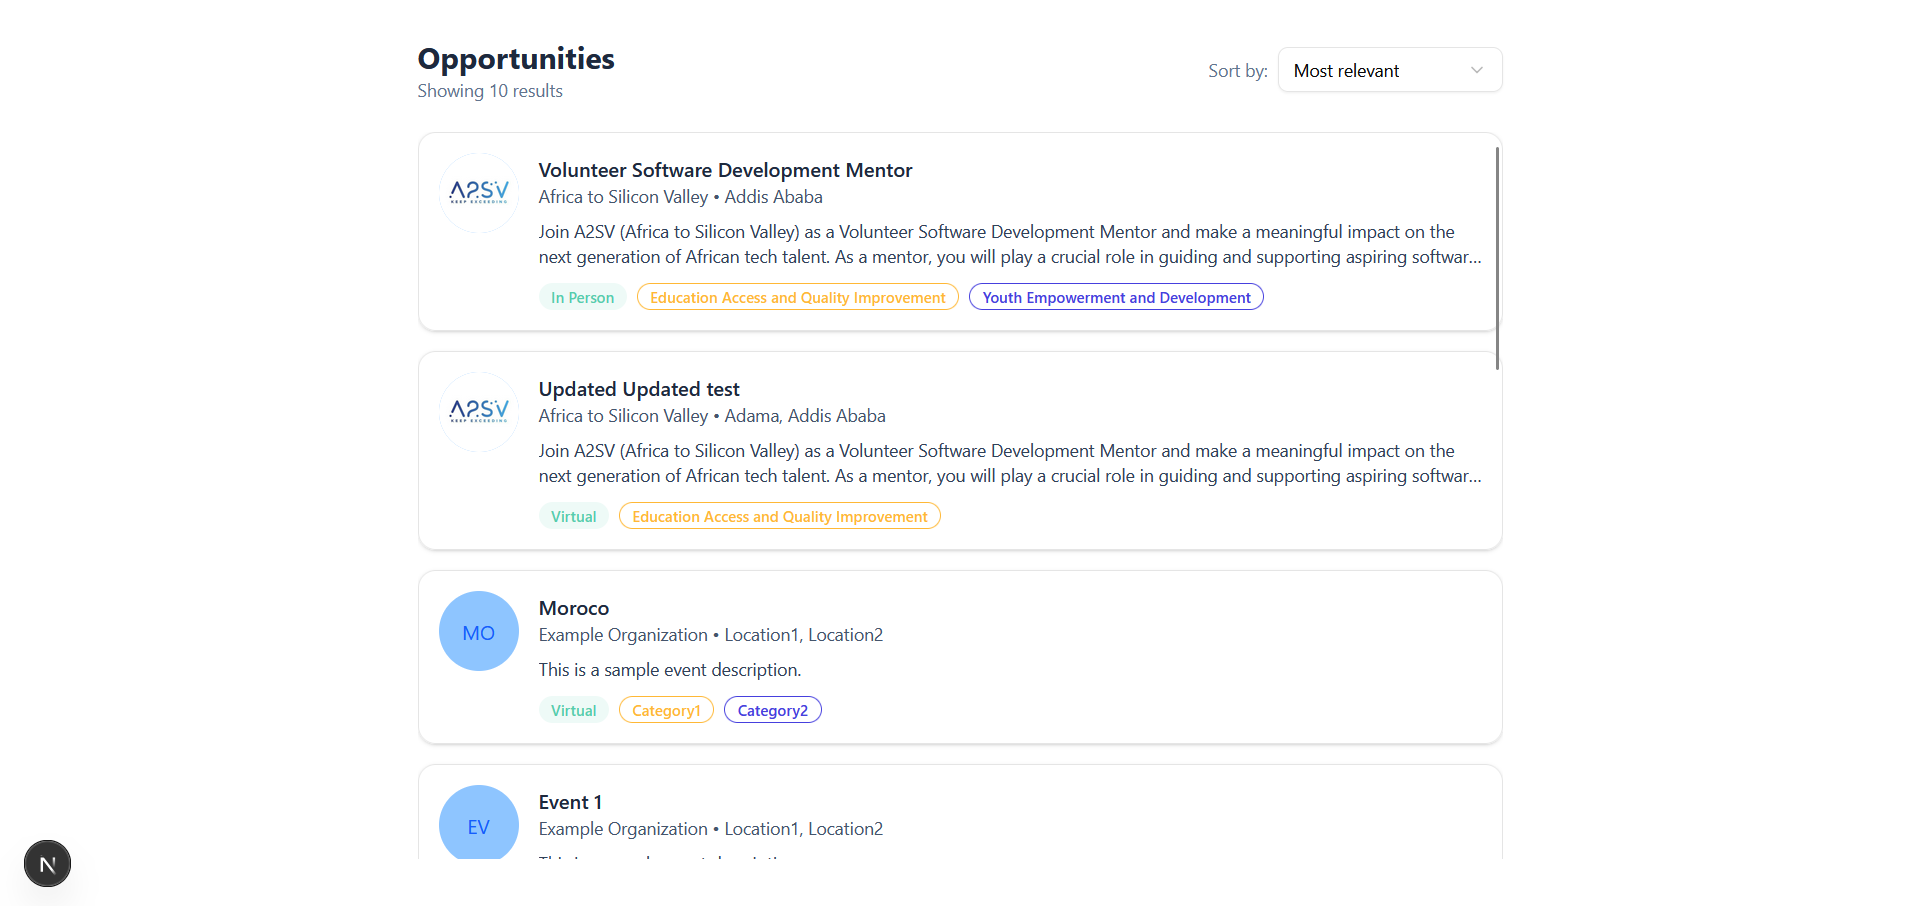 Opportunities
Showing 10 results
Sort by:
Most relevant
A2SV
KEEP EXCEEDING
Volunteer Software Development Mentor
Africa to Silicon Valley • Addis Ababa
Join A2SV (Africa to Silicon Valley) as a Volunteer Software Development Mentor and make a meaningful impact on the
next generation of African tech talent. As a mentor, you will play a crucial role in guiding and supporting aspiring softwar...
In Person
Education Access and Quality Improvement
Youth Empowerment and Development
A2SV
KEEP EXCEEDING
Updated Updated test
Africa to Silicon Valley • Adama, Addis Ababa
Join A2SV (Africa to Silicon Valley) as a Volunteer Software Development Mentor and make a meaningful impact on the
next generation of African tech talent. As a mentor, you will play a crucial role in guiding and supporting aspiring softwar...
Virtual
Education Access and Quality Improvement
MO
Moroco
Example Organization • Location1, Location2
This is a sample event description.
Virtual
Category1
Category2
EV
Event 1
Example Organization • Location1, Location2
N